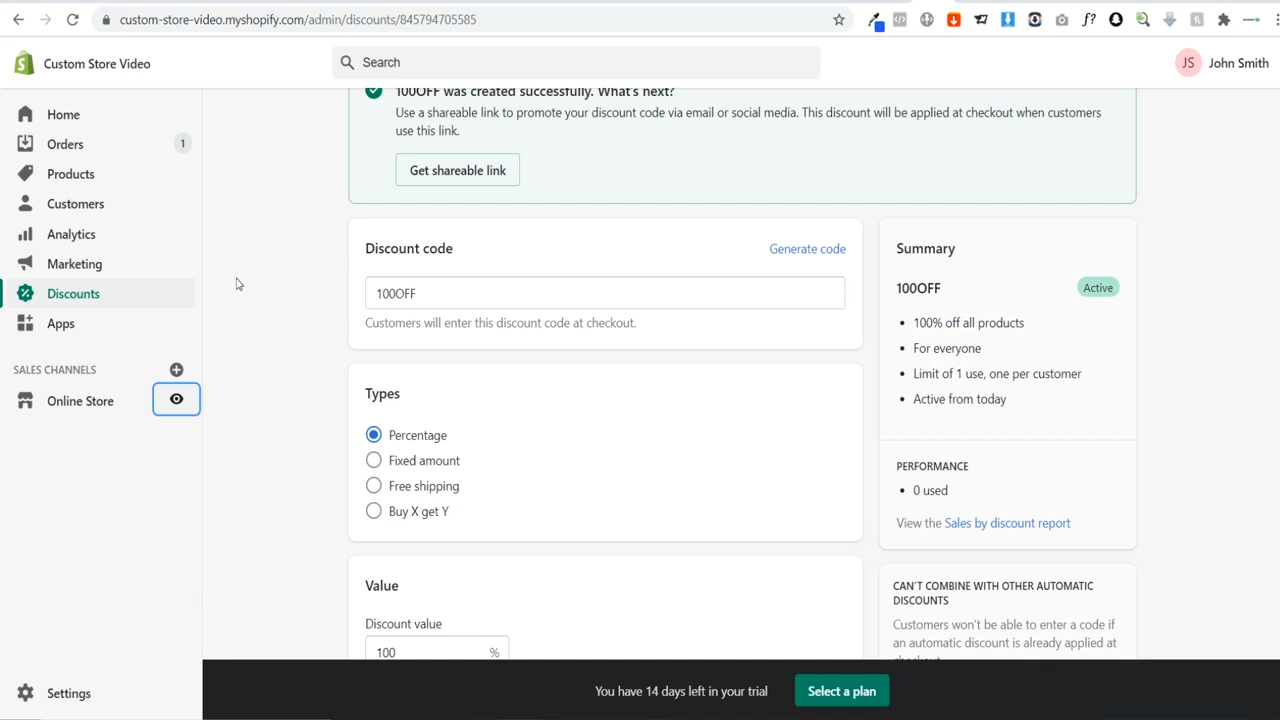 custom-store-video.myshopify.com/admin/discounts/845794705585
Custom Store Video
Search
JS John Smith
Home
Orders 1
Products
Customers
Analytics
Marketing
Discounts
Apps
SALES CHANNELS
Online Store
Settings
100OFF was created successfully. What's next?
Use a shareable link to promote your discount code via email or social media. This discount will be applied at checkout when customers
use this link.
Get shareable link
Discount code Generate code
100OFF
Customers will enter this discount code at checkout.
Types
Percentage
Fixed amount
Free shipping
Buy X get Y
Value
Discount value
100 %
Summary
100OFF Active
• 100% off all products
• For everyone
• Limit of 1 use, one per customer
• Active from today
PERFORMANCE
• 0 used
View the Sales by discount report
CAN'T COMBINE WITH OTHER AUTOMATIC
DISCOUNTS
Customers won't be able to enter a code if
an automatic discount is already applied at
checkout.
You have 14 days left in your trial Select a plan